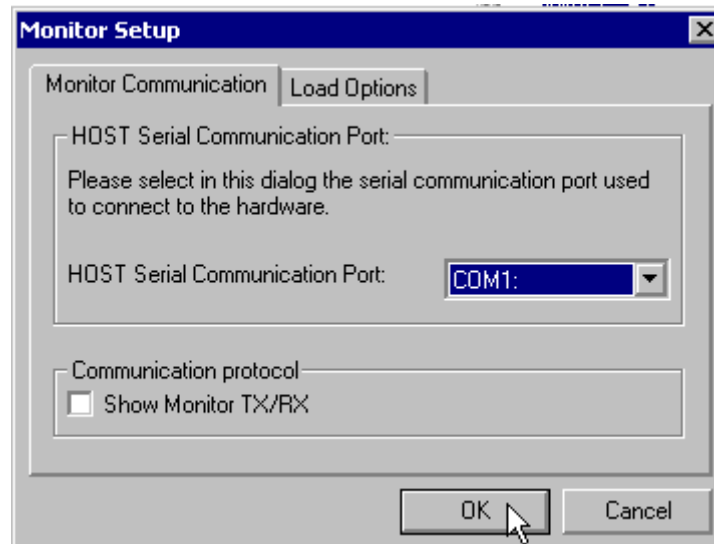 Monitor Setup
Monitor Communication
Load Options
HOST Serial Communication Port:
Please select in this dialog the serial communication port used
to connect to the hardware.
HOST Serial Communication Port:
COM1:
Communication protocol
Show Monitor TX/RX
OK
Cancel